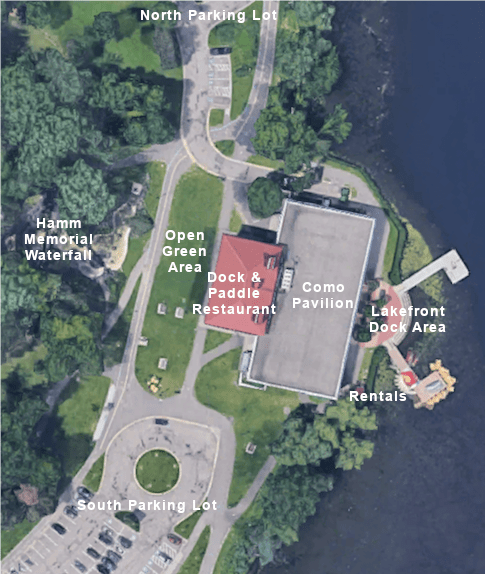 North Parking Lot
Hamm
Memorial
Waterfall
Open
Green
Area
Dock &
Paddle
Restaurant
Como
Pavilion
Lakefront
Dock Area
Rentals
South Parking Lot